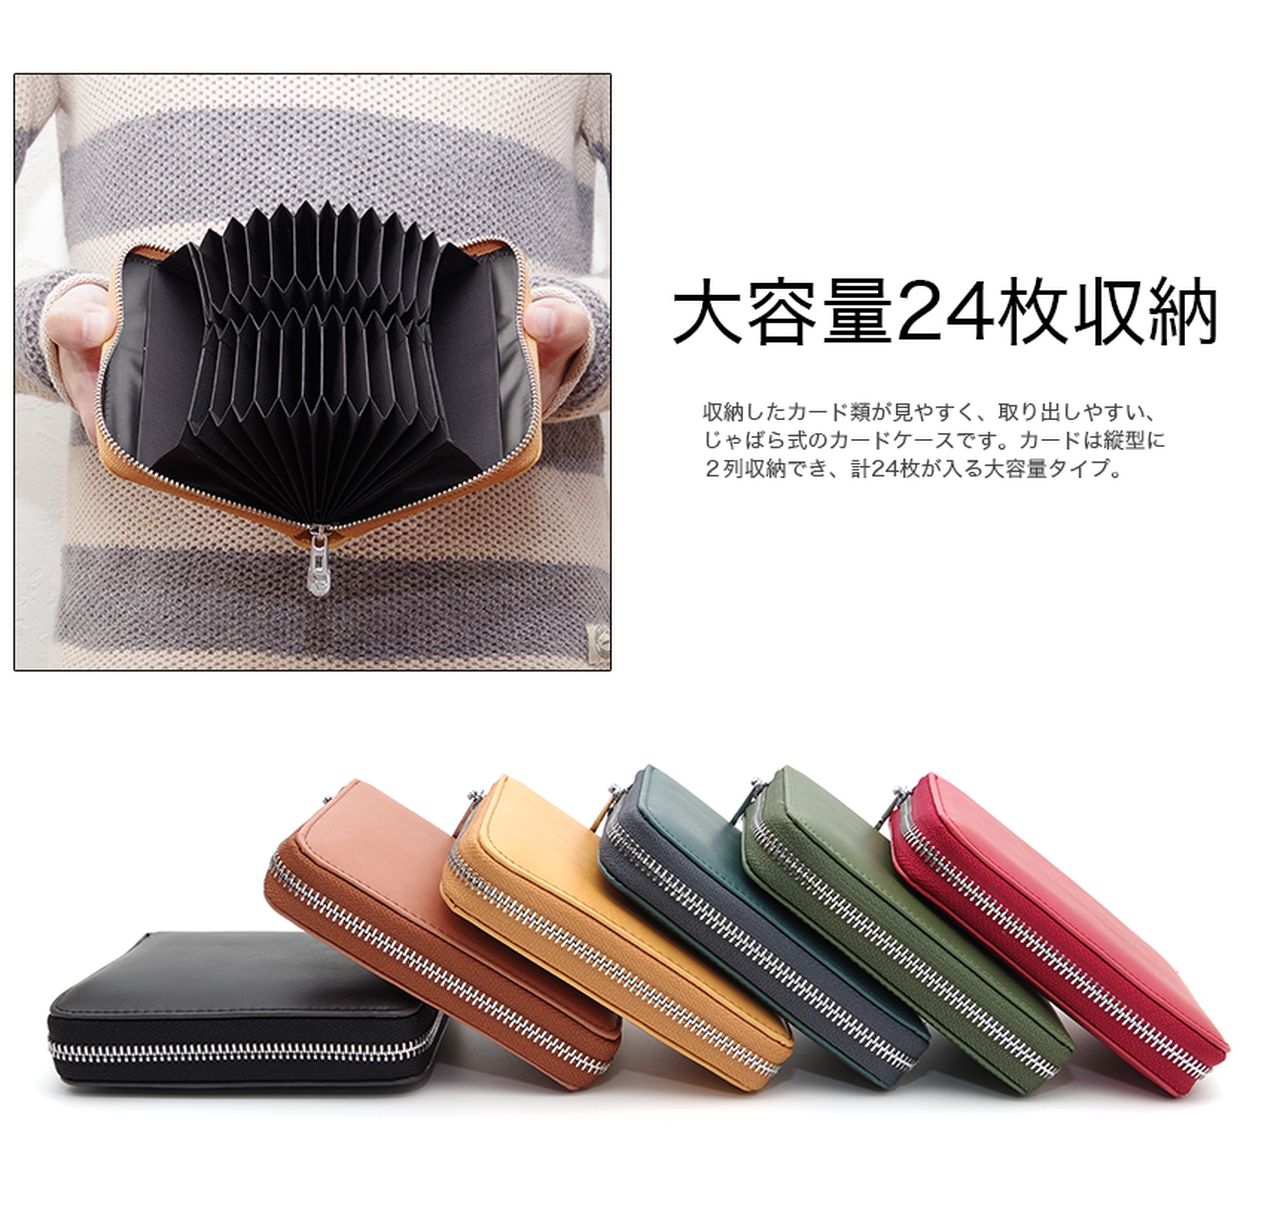 大容量24枚収納
収納したカード類が見やすく、取り出しやすい、
じゃばら式のカードケースです。カードは縦型に
２列収納でき、計24枚が入る大容量タイプ。